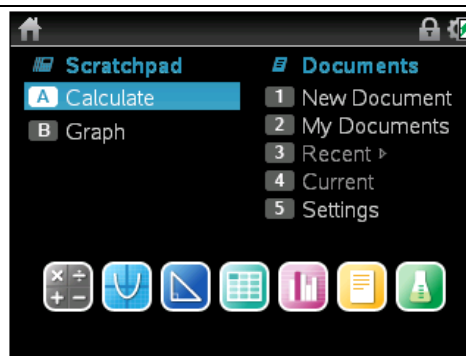 Scratchpad
A Calculate
B Graph
Documents
1 New Document
2 My Documents
3 Recent ▹
4 Current
5 Settings